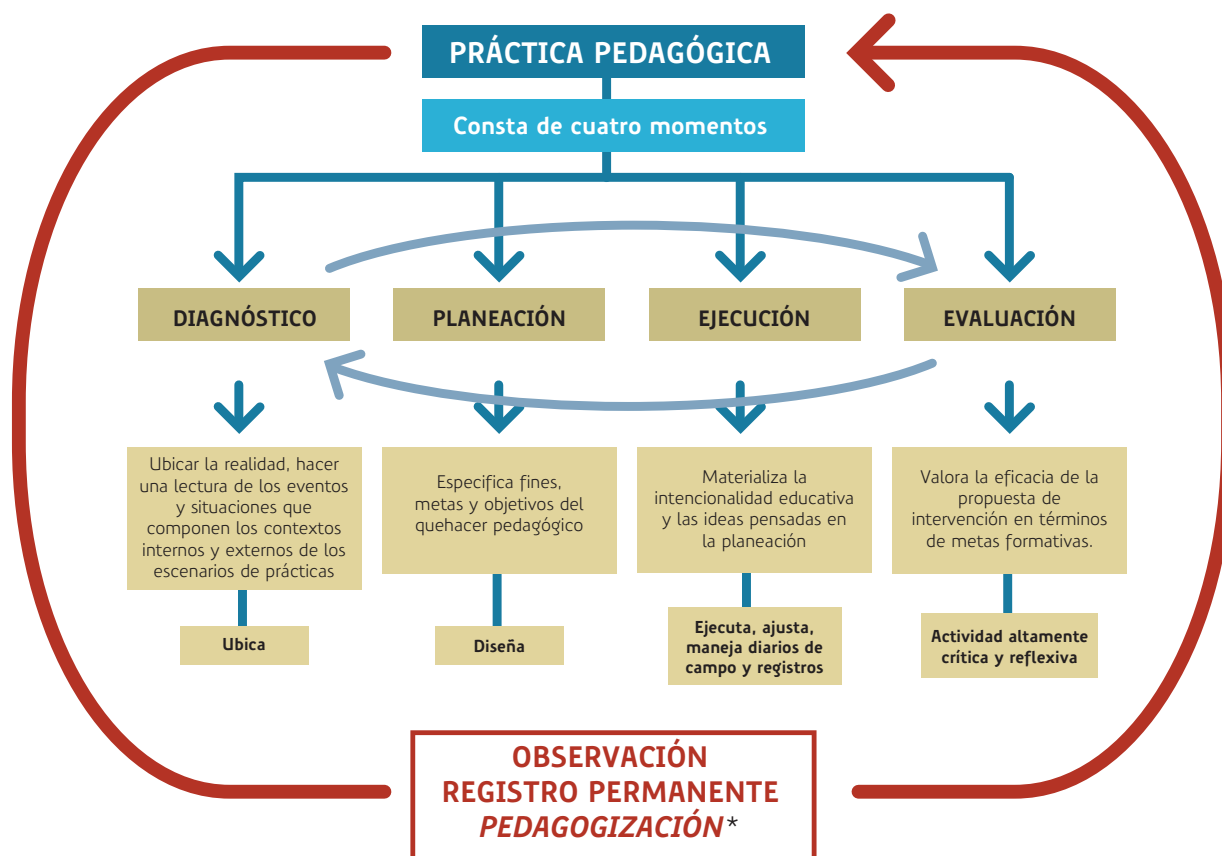 PRÁCTICA PEDAGÓGICA
Consta de cuatro momentos
DIAGNÓSTICO
PLANEACIÓN
EJECUCIÓN
EVALUACIÓN
Ubicar la realidad, hacer
una lectura de los eventos
y situaciones que
componen los contextos
internos y externos de los
escenarios de prácticas
Especifica fines,
metas y objetivos del
quehacer pedagógico
Materializa la
intencionalidad educativa
y las ideas pensadas en
la planeación
Valora la eficacia de la
propuesta de
intervención en términos
de metas formativas.
Ubica
Diseña
Ejecuta, ajusta,
maneja diarios de
campo y registros
Actividad altamente
crítica y reflexiva
OBSERVACIÓN
REGISTRO PERMANENTE
PEDAGOGIZACIÓN*